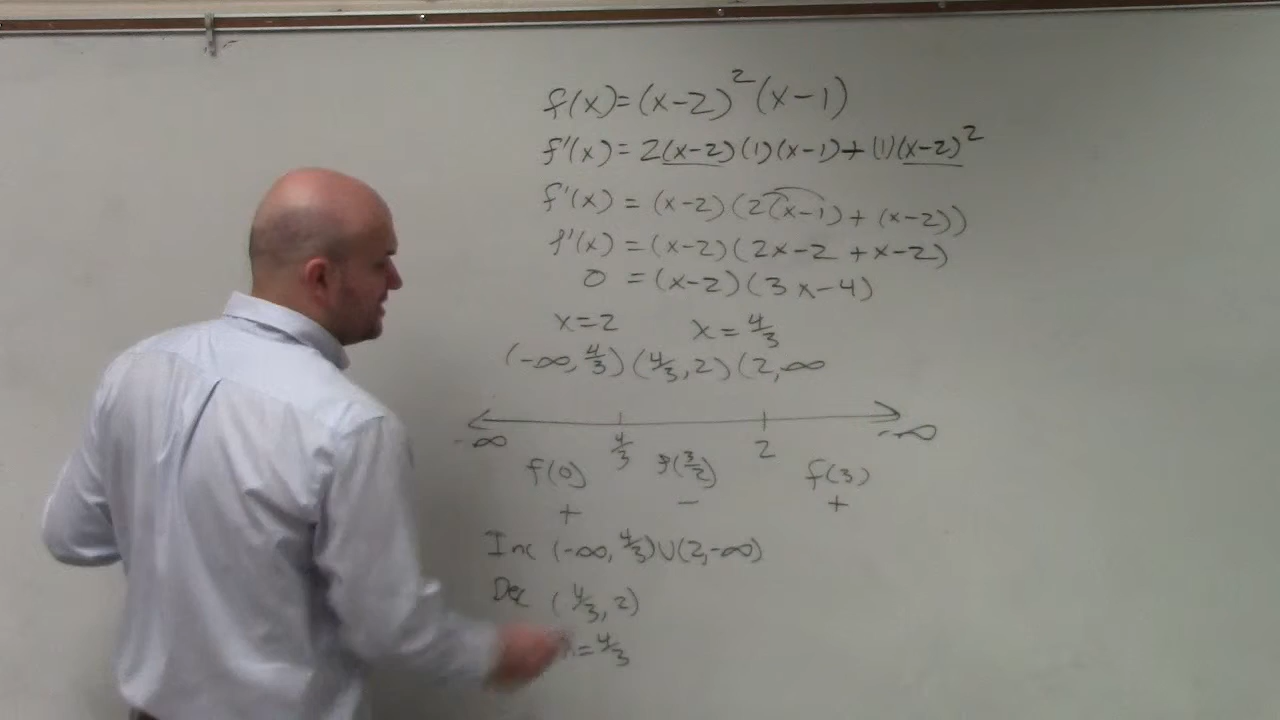 f(x)=(x-2)²(x-1)
f'(x) = 2(x-2)(1)(x-1)+(1)(x-2)²
f'(x) = (x-2)(2(x-1)+(x-2))
f'(x) = (x-2)(2x-2+x-2)
0 = (x-2)(3x-4)
x=2 x=4/3
(-∞,4/3)(4/3,2)(2,∞
-∞ 4/3 2 -∞
f(0) f(3/2) f(3)
+ - +
Inc (-∞,4/3)∪(2,-∞)
Dec (4/3,2)
=4/3